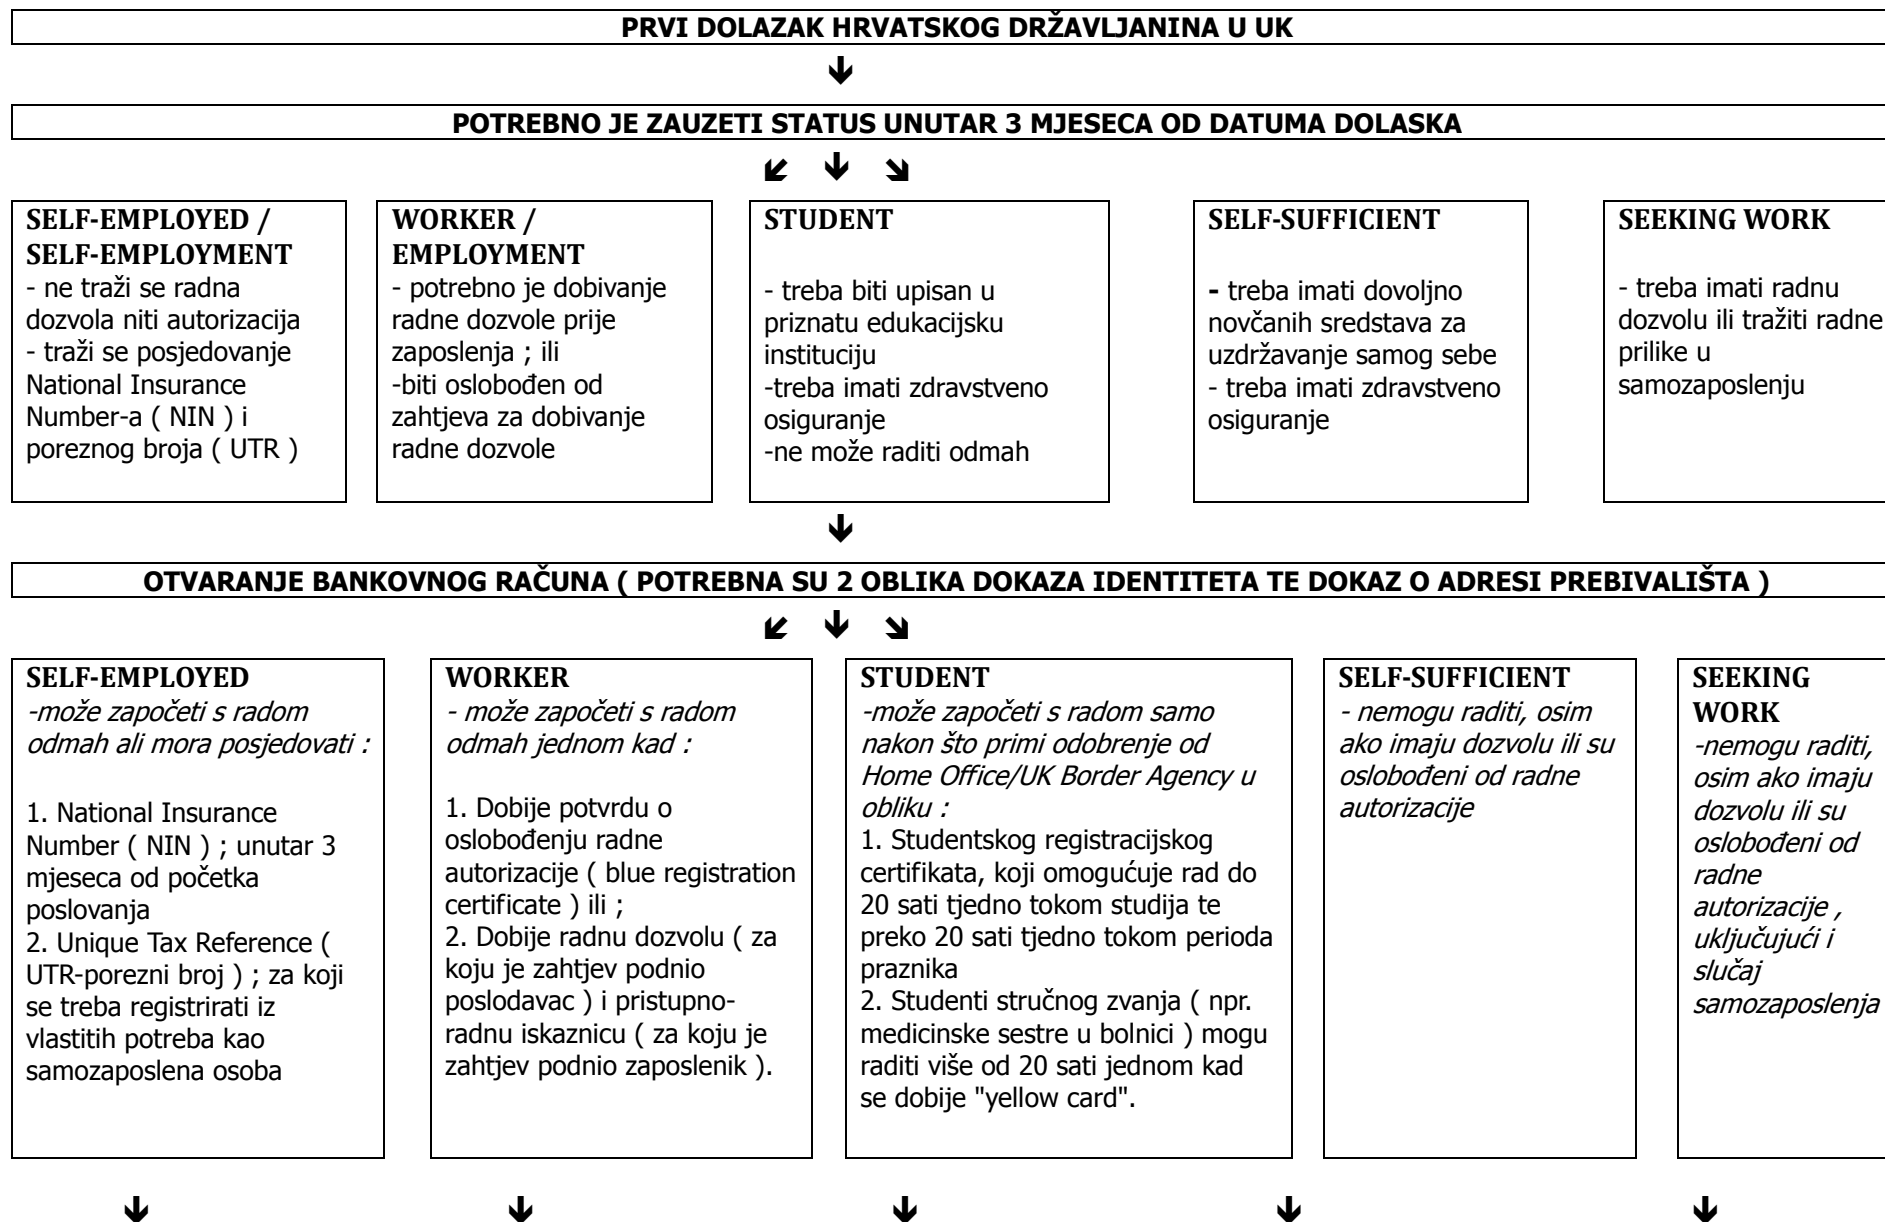 PRVI DOLAZAK HRVATSKOG DRŽAVLJANINA U UK
POTREBNO JE ZAUZETI STATUS UNUTAR 3 MJESECA OD DATUMA DOLASKA
SELF-EMPLOYED /
SELF-EMPLOYMENT
- ne traži se radna
dozvola niti autorizacija
- traži se posjedovanje
National Insurance
Number-a ( NIN ) i
poreznog broja ( UTR )
WORKER /
EMPLOYMENT
- potrebno je dobivanje
radne dozvole prije
zaposlenja ; ili
-biti oslobođen od
zahtjeva za dobivanje
radne dozvole
STUDENT
- treba biti upisan u
priznatu edukacijsku
instituciju
-treba imati zdravstveno
osiguranje
-ne može raditi odmah
SELF-SUFFICIENT
- treba imati dovoljno
novčanih sredstava za
uzdržavanje samog sebe
- treba imati zdravstveno
osiguranje
SEEKING WORK
- treba imati radnu
dozvolu ili tražiti radne
prilike u
samozaposlenju
OTVARANJE BANKOVNOG RAČUNA ( POTREBNA SU 2 OBLIKA DOKAZA IDENTITETA TE DOKAZ O ADRESI PREBIVALIŠTA )
SELF-EMPLOYED
-može započeti s radom
odmah ali mora posjedovati :
1. National Insurance
Number ( NIN ) ; unutar 3
mjeseca od početka
poslovanja
2. Unique Tax Reference (
UTR-porezni broj ) ; za koji
se treba registrirati iz
vlastitih potreba kao
samozaposlena osoba
WORKER
- može započeti s radom
odmah jednom kad :
1. Dobije potvrdu o
oslobođenju radne
autorizacije ( blue registration
certificate ) ili ;
2. Dobije radnu dozvolu ( za
koju je zahtjev podnio
poslodavac ) i pristupno-
radnu iskaznicu ( za koju je
zahtjev podnio zaposlenik ).
STUDENT
-može započeti s radom samo
nakon što primi odobrenje od
Home Office/UK Border Agency u
obliku :
1. Studentskog registracijskog
certifikata, koji omogućuje rad do
20 sati tjedno tokom studija te
preko 20 sati tjedno tokom perioda
praznika
2. Studenti stručnog zvanja ( npr.
medicinske sestre u bolnici ) mogu
raditi više od 20 sati jednom kad
se dobije "yellow card".
SELF-SUFFICIENT
- nemogu raditi, osim
ako imaju dozvolu ili su
oslobođeni od radne
autorizacije
SEEKING
WORK
-nemogu raditi,
osim ako imaju
dozvolu ili su
oslobođeni od
radne
autorizacije ,
uključujući i
slučaj
samozaposlenja